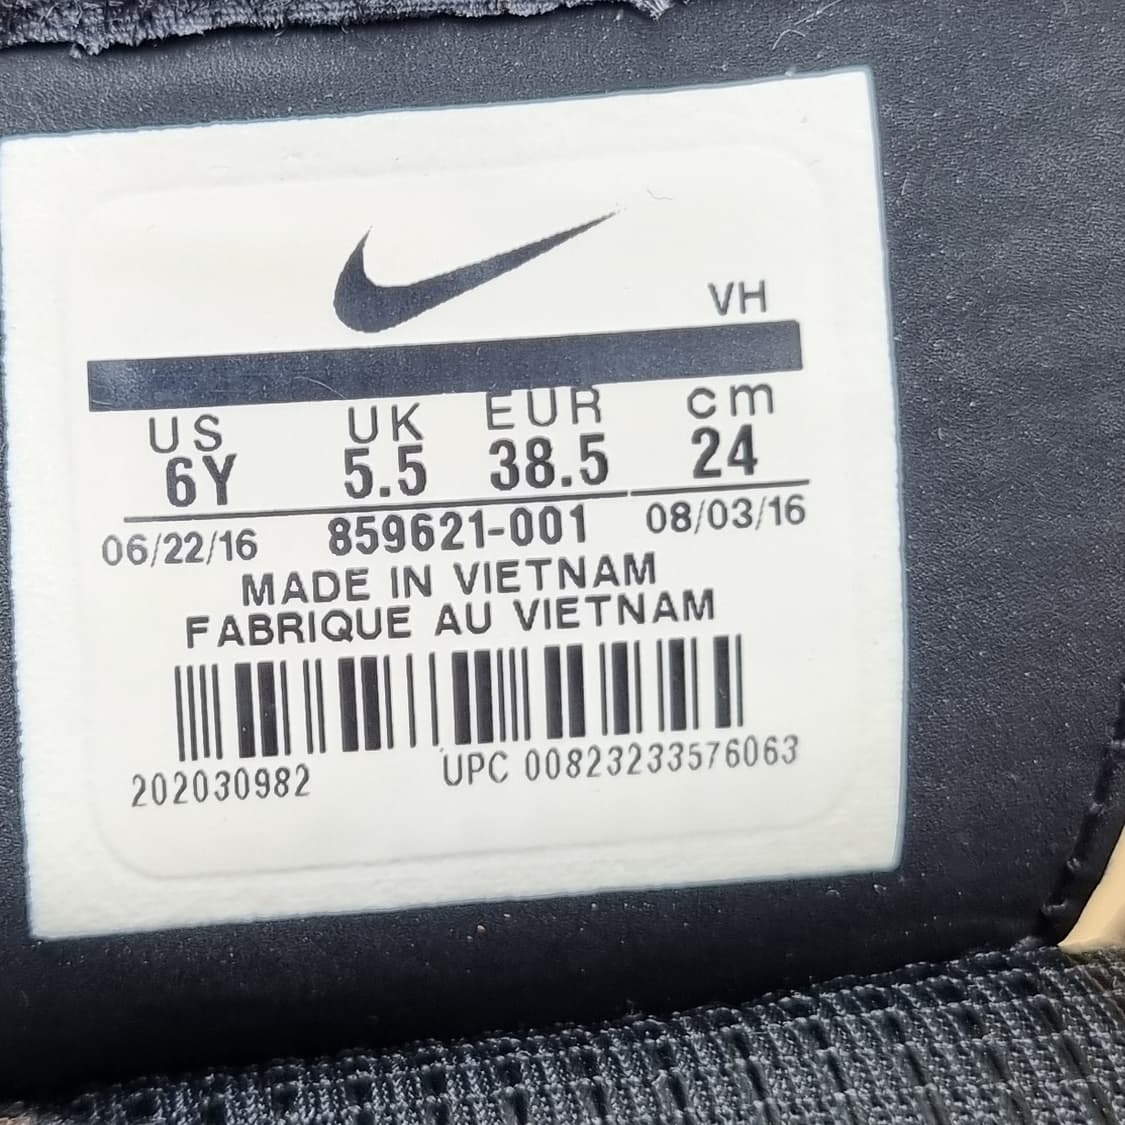 VH
US UK EUR cm
6Y 5.5 38.5 24
06/22/16 859621-001 08/03/16
MADE IN VIETNAM
FABRIQUE AU VIETNAM
202030982 UPC 00823233576063